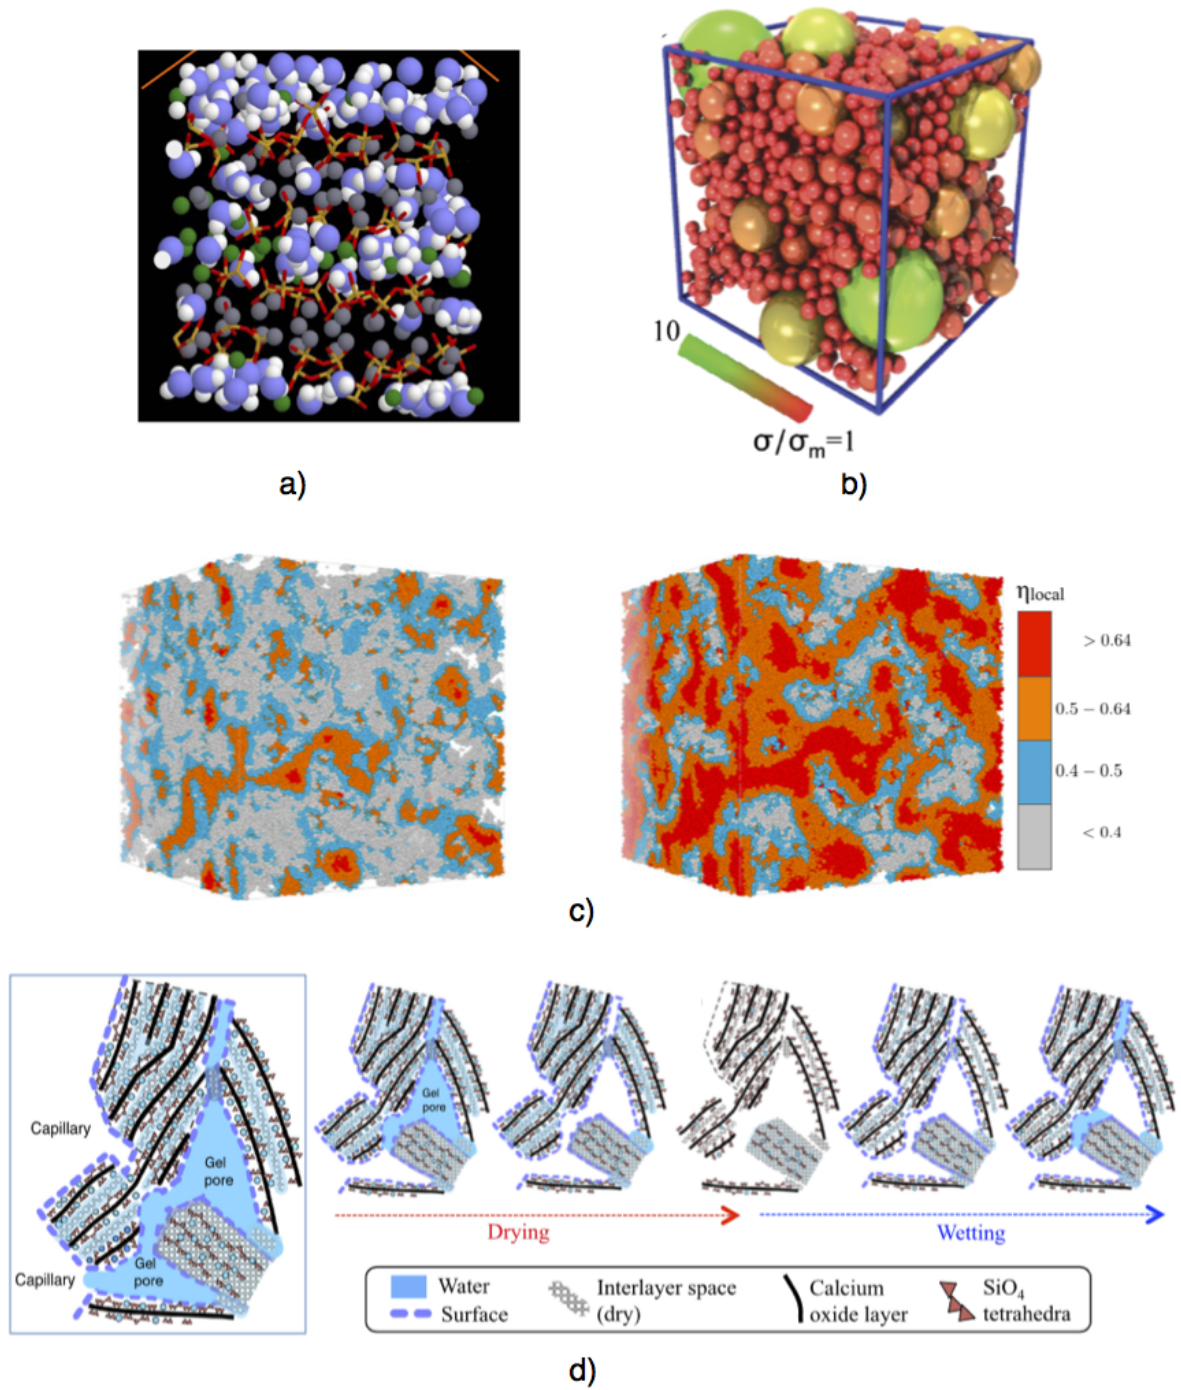 10
σ/σm=1
a)
b)
ηlocal
> 0.64
0.5 − 0.64
0.4 − 0.5
< 0.4
c)
Capillary
Gel
pore
Capillary
Gel
pore
Gel
pore
Drying
Wetting
Water
Surface
Interlayer space
(dry)
Calcium
oxide layer
SiO4
tetrahedra
d)